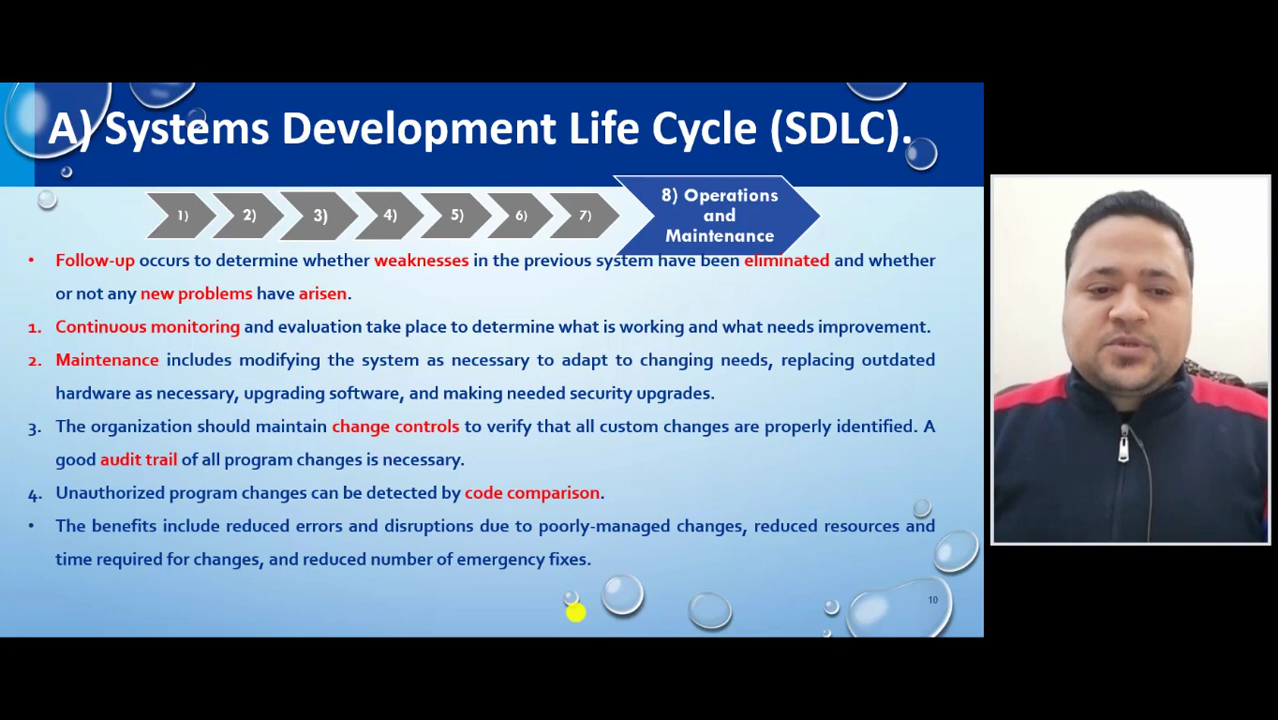 A) Systems Development Life Cycle (SDLC).
1)
2)
3)
4)
5)
6)
7)
8) Operations
and
Maintenance
• Follow-up occurs to determine whether weaknesses in the previous system have been eliminated and whether
or not any new problems have arisen.
1. Continuous monitoring and evaluation take place to determine what is working and what needs improvement.
2. Maintenance includes modifying the system as necessary to adapt to changing needs, replacing outdated
hardware as necessary, upgrading software, and making needed security upgrades.
3. The organization should maintain change controls to verify that all custom changes are properly identified. A
good audit trail of all program changes is necessary.
4. Unauthorized program changes can be detected by code comparison.
• The benefits include reduced errors and disruptions due to poorly-managed changes, reduced resources and
time required for changes, and reduced number of emergency fixes.
10